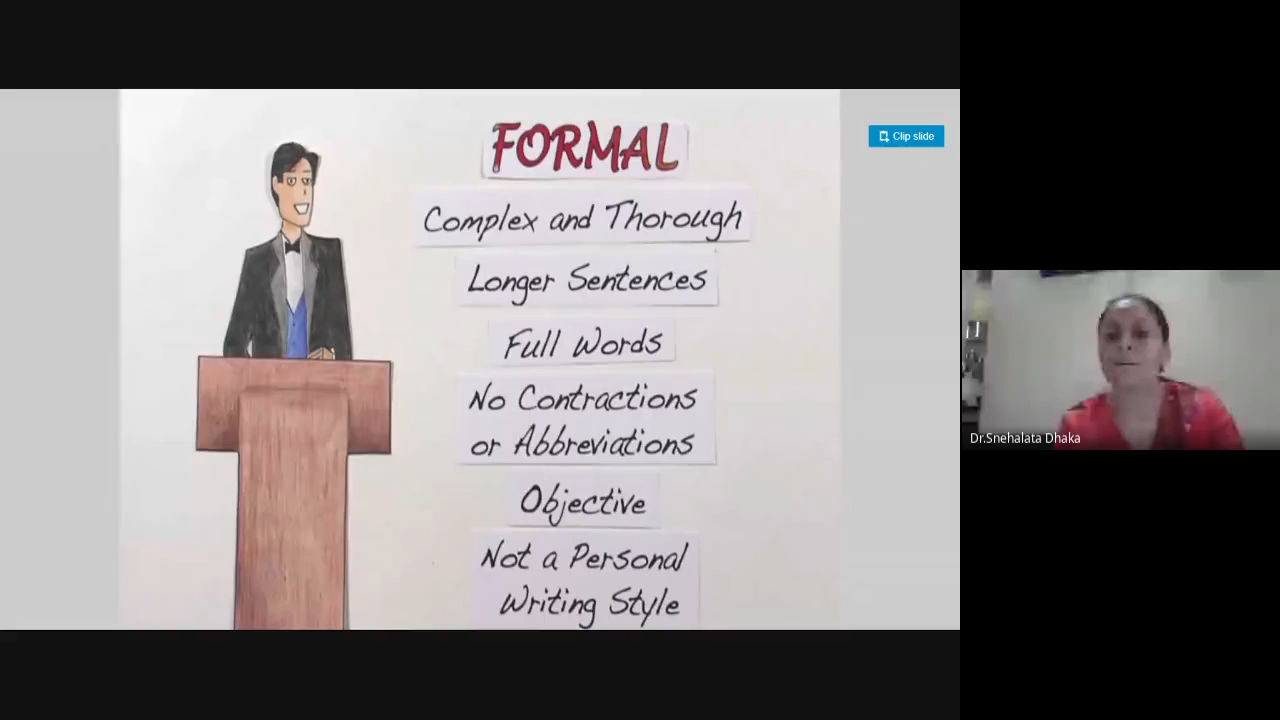 FORMAL
Clip slide
Complex and Thorough
Longer Sentences
Full Words
No Contractions
or Abbreviations
Objective
Not a Personal
Writing Style
Dr.Snehalata Dhaka